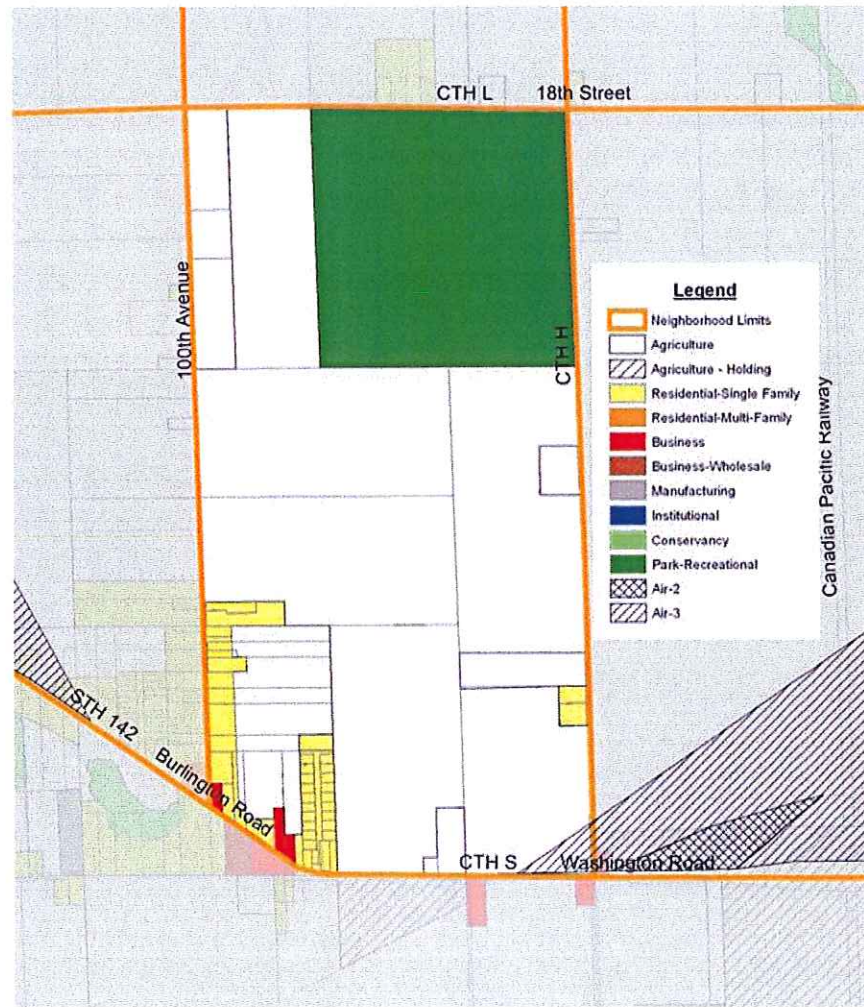 CTH L 18th Street
100th Avenue
CTH H
Canadian Pacific Railway
Legend
Neighborhood Limits
Agriculture
Agriculture - Holding
Residential-Single Family
Residential-Multi-Family
Business
Business-Wholesale
Manufacturing
Institutional
Conservancy
Park-Recreational
Air-2
Air-3
STH 142 Burlington Road
CTH S Washington Road